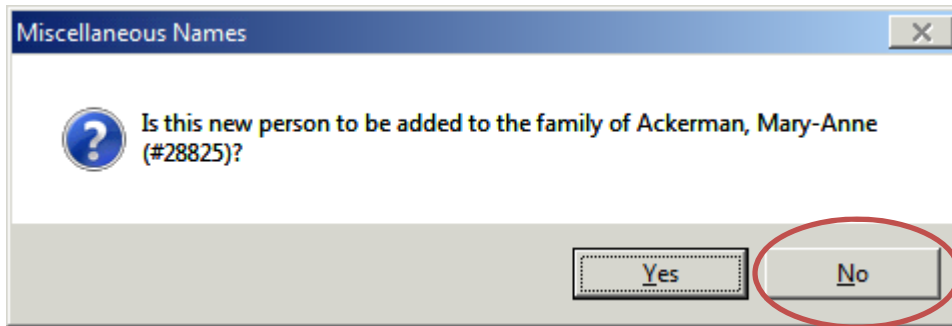 Miscellaneous Names
Is this new person to be added to the family of Ackerman, Mary-Anne
(#28825)?
Yes
No